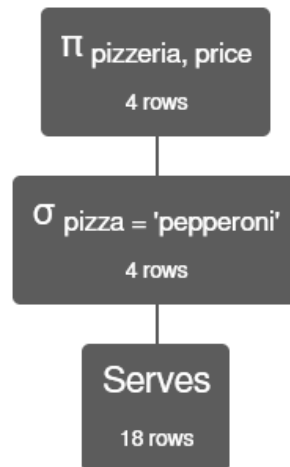 π pizzeria, price
4 rows
σ pizza = 'pepperoni'
4 rows
Serves
18 rows